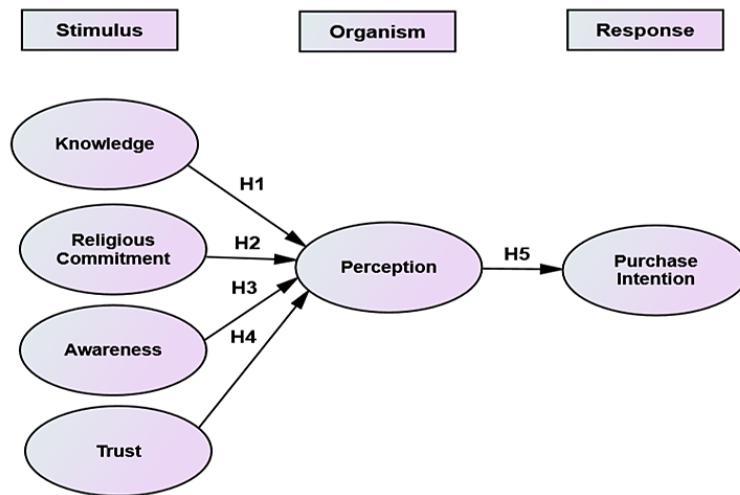 Stimulus
Organism
Response
Knowledge
H1
Religious
Commitment
H2
Perception
H5
Purchase
Intention
H3
Awareness
H4
Trust